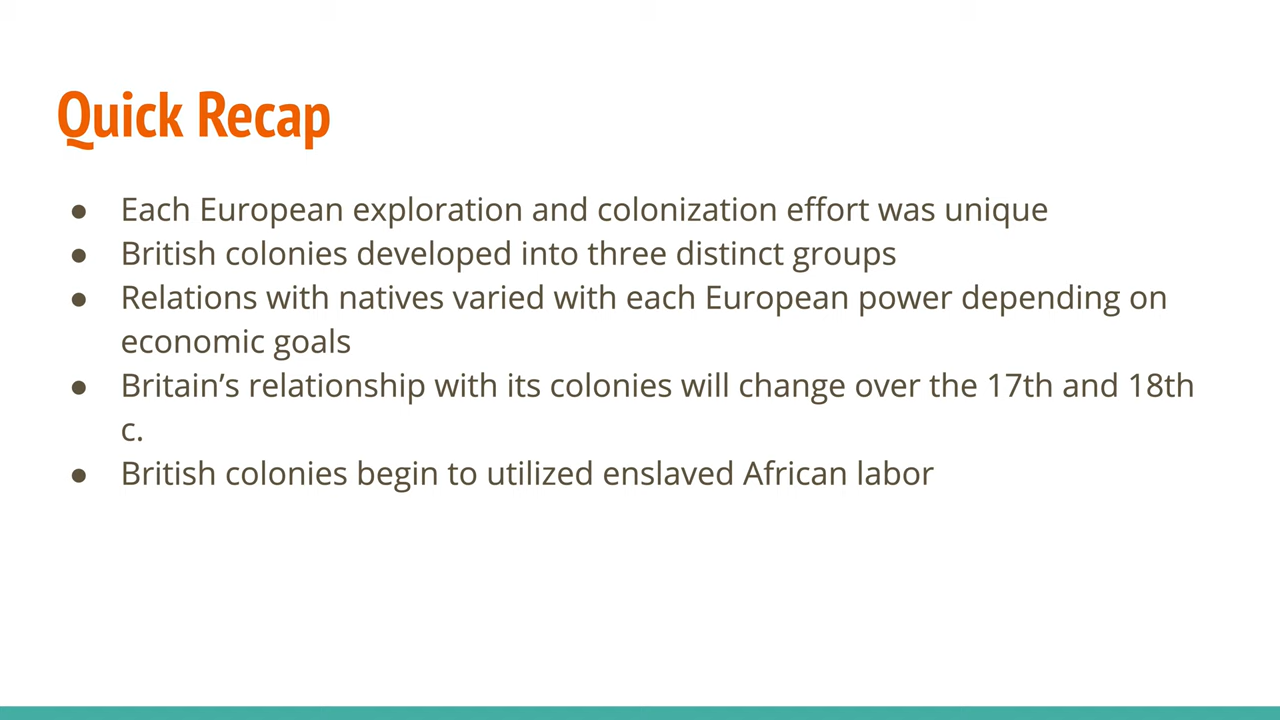 Quick Recap
● Each European exploration and colonization effort was unique
● British colonies developed into three distinct groups
● Relations with natives varied with each European power depending on
economic goals
● Britain’s relationship with its colonies will change over the 17th and 18th
c.
● British colonies begin to utilized enslaved African labor